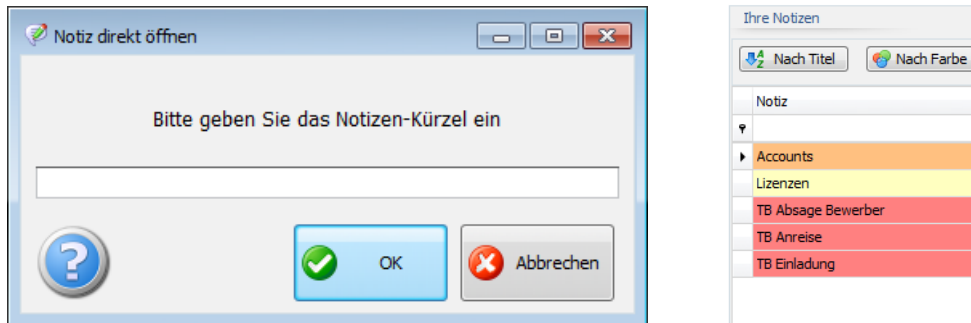 Notiz direkt öffnen
Bitte geben Sie das Notizen-Kürzel ein
OK
Abbrechen
Ihre Notizen
Nach Titel
Nach Farbe
Notiz
Accounts
Lizenzen
TB Absage Bewerber
TB Anreise
TB Einladung